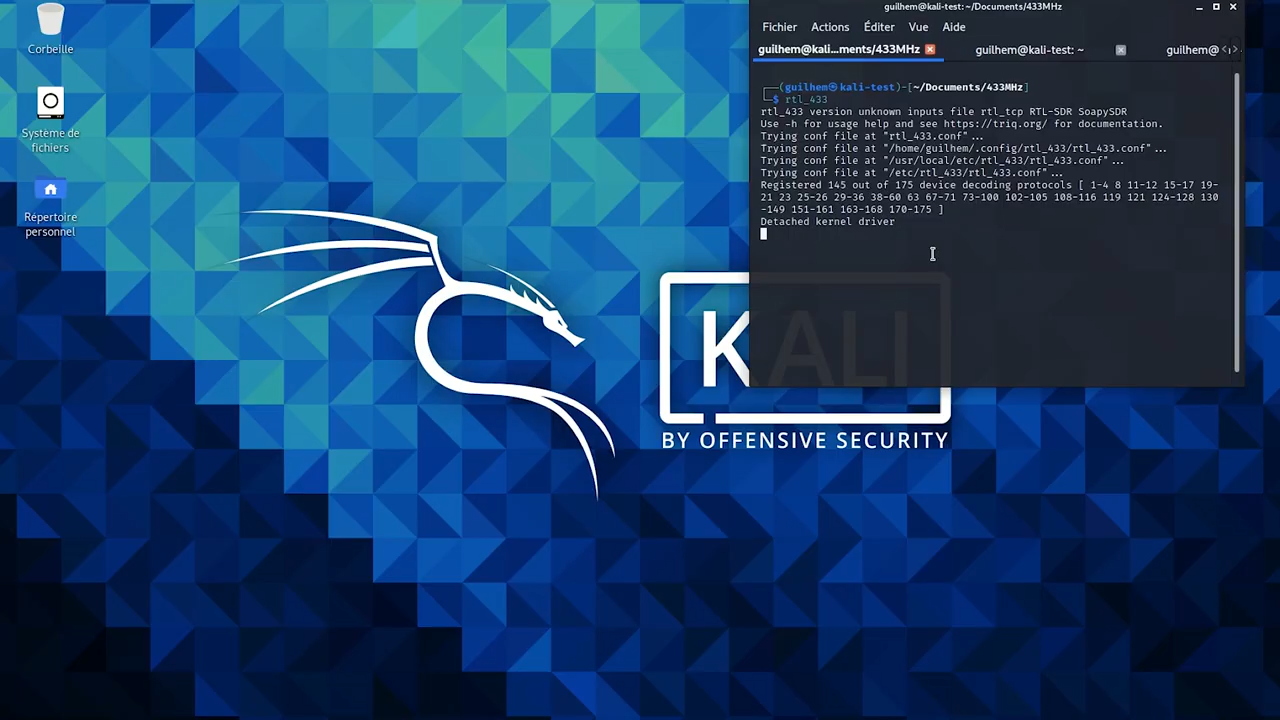 guilhem@kali-test:~/Documents/433MHz
Fichier Actions Éditer Vue Aide
guilhem@kali...ments/433MHz guilhem@kali-test: ~ guilhem@
Corbeille
Système de
fichiers
Répertoire
personnel
(guilhem㉿kali-test)-[~/Documents/433MHz]
$ rtl_433
rtl_433 version unknown inputs file rtl_tcp RTL-SDR SoapySDR
Use -h for usage help and see https://triq.org/ for documentation.
Trying conf file at "rtl_433.conf"...
Trying conf file at "/home/guilhem/.config/rtl_433/rtl_433.conf"...
Trying conf file at "/usr/local/etc/rtl_433/rtl_433.conf"...
Trying conf file at "/etc/rtl_433/rtl_433.conf"...
Registered 145 out of 175 device decoding protocols [ 1-4 8 11-12 15-17 19-
21 23 25-26 29-36 38-60 63 67-71 73-100 102-105 108-116 119 121 124-128 130
-149 151-161 163-168 170-175 ]
Detached kernel driver
KALI
BY OFFENSIVE SECURITY